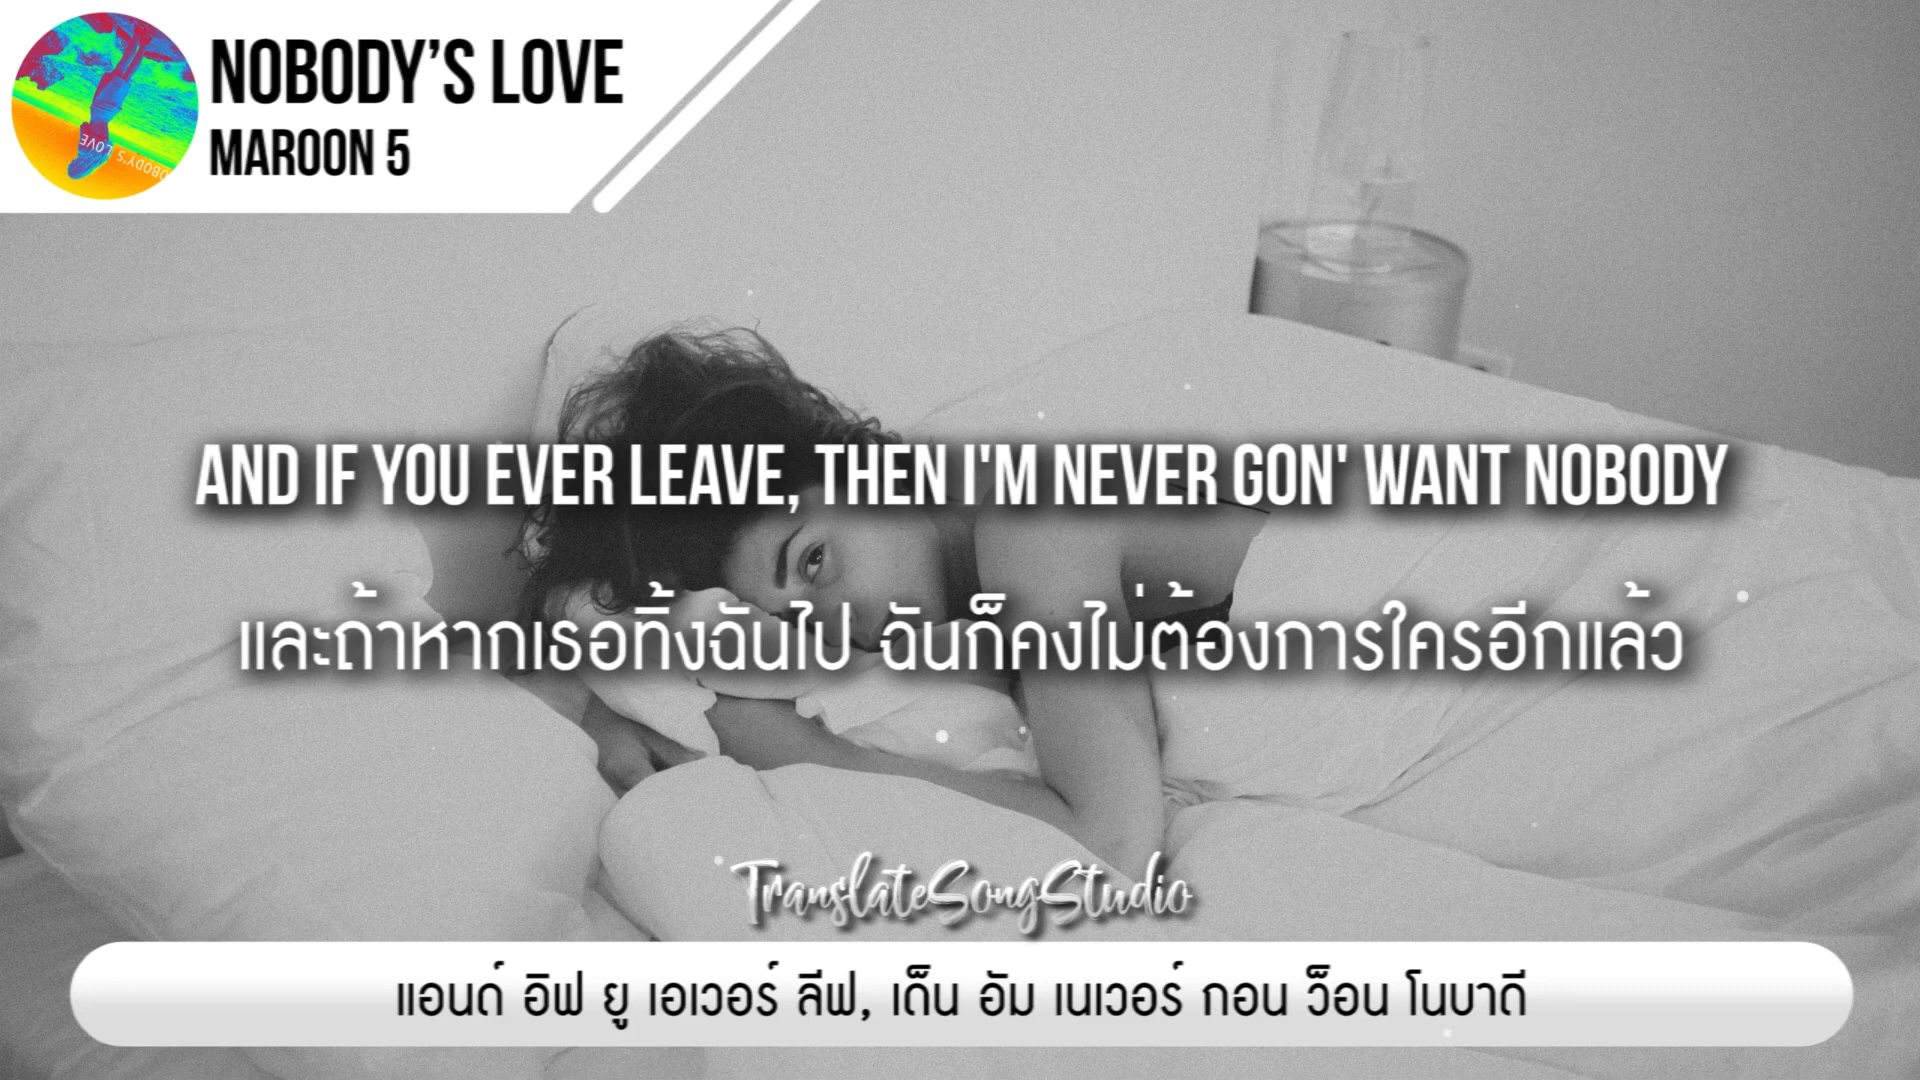 NOBODY'S LOVE
MAROON 5
NOBODY'S LOVE
AND IF YOU EVER LEAVE, THEN I'M NEVER GON' WANT NOBODY
และถ้าหากเธอทิ้งฉันไป ฉันก็คงไม่ต้องการใครอีกแล้ว
TranslateSongStudio
แอนด์ อิฟ ยู เอเวอร์ ลีฟ, เด็น อัม เนเวอร์ กอน ว็อน โนบาดี